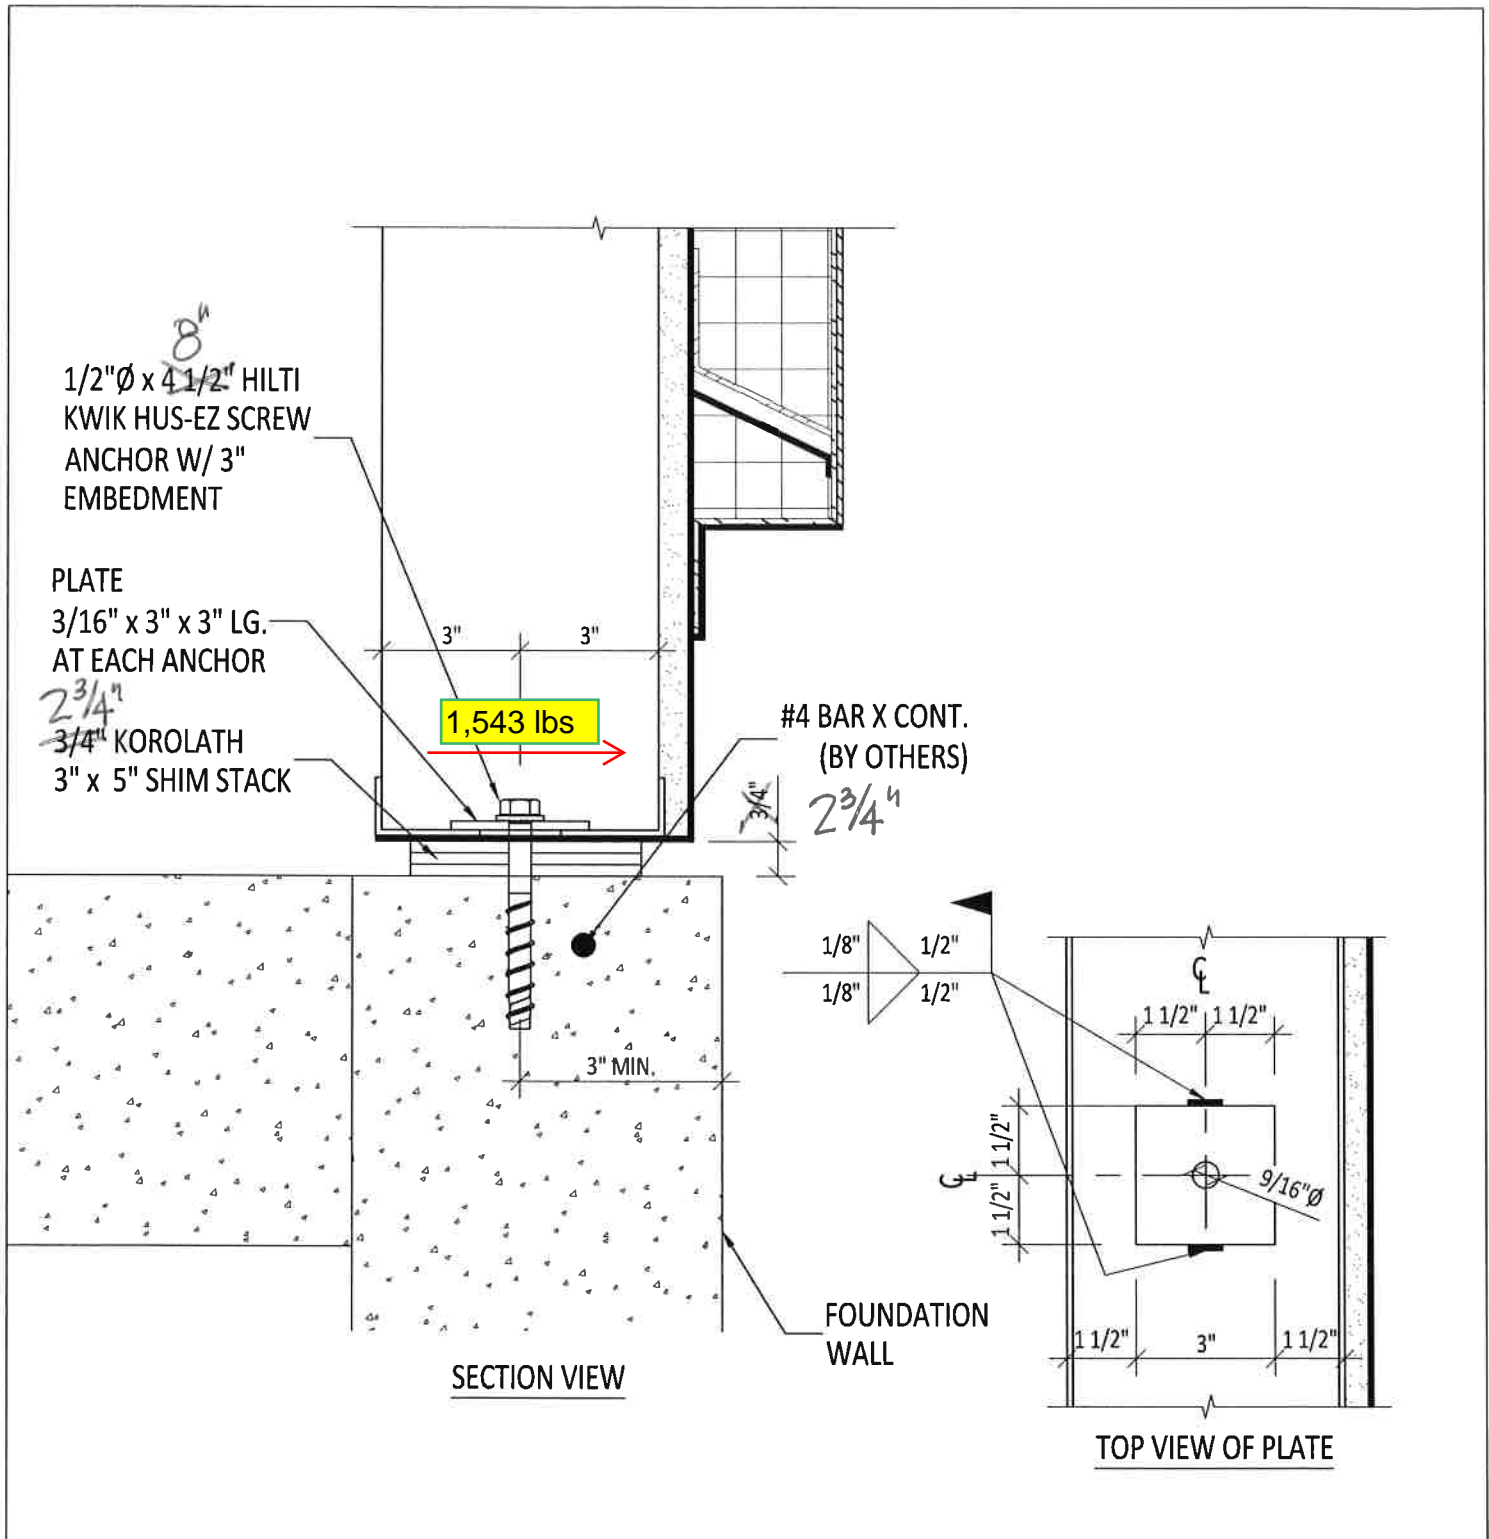 8"
1/2"Ø x 4 1/2" HILTI
KWIK HUS-EZ SCREW
ANCHOR W/ 3"
EMBEDMENT
PLATE
3/16" x 3" x 3" LG.
AT EACH ANCHOR
2 3/4"
3/4" KOROLATH
3" x 5" SHIM STACK
3" 3"
1,543 lbs
#4 BAR X CONT.
(BY OTHERS)
3/4"
2 3/4"
3" MIN.
FOUNDATION
WALL
SECTION VIEW
1/8" 1/2"
1/8" 1/2"
CL
1 1/2" 1 1/2"
1 1/2"
CL
1 1/2"
9/16"Ø
1 1/2" 3" 1 1/2"
TOP VIEW OF PLATE